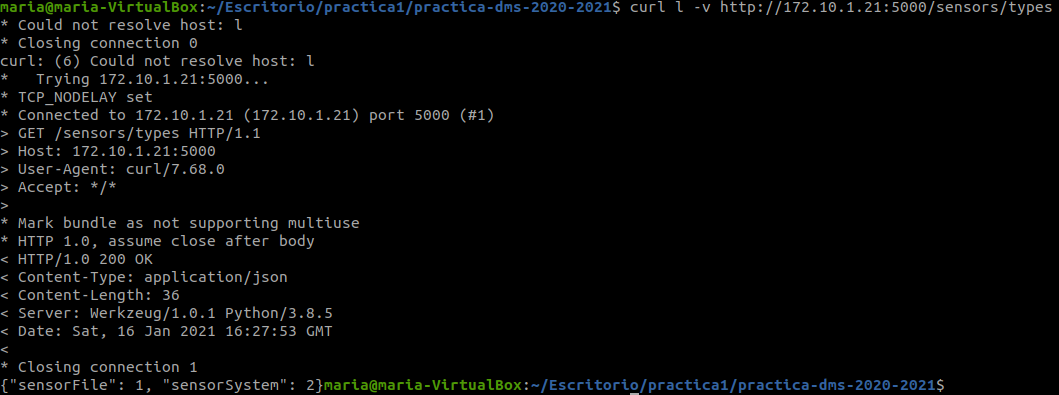 maria@maria-VirtualBox:~/Escritorio/practica1/practica-dms-2020-2021$ curl l -v http://172.10.1.21:5000/sensors/types
* Could not resolve host: l
* Closing connection 0
curl: (6) Could not resolve host: l
*   Trying 172.10.1.21:5000...
* TCP_NODELAY set
* Connected to 172.10.1.21 (172.10.1.21) port 5000 (#1)
> GET /sensors/types HTTP/1.1
> Host: 172.10.1.21:5000
> User-Agent: curl/7.68.0
> Accept: */*
>
* Mark bundle as not supporting multiuse
* HTTP 1.0, assume close after body
< HTTP/1.0 200 OK
< Content-Type: application/json
< Content-Length: 36
< Server: Werkzeug/1.0.1 Python/3.8.5
< Date: Sat, 16 Jan 2021 16:27:53 GMT
<
* Closing connection 1
{"sensorFile": 1, "sensorSystem": 2}maria@maria-VirtualBox:~/Escritorio/practica1/practica-dms-2020-2021$